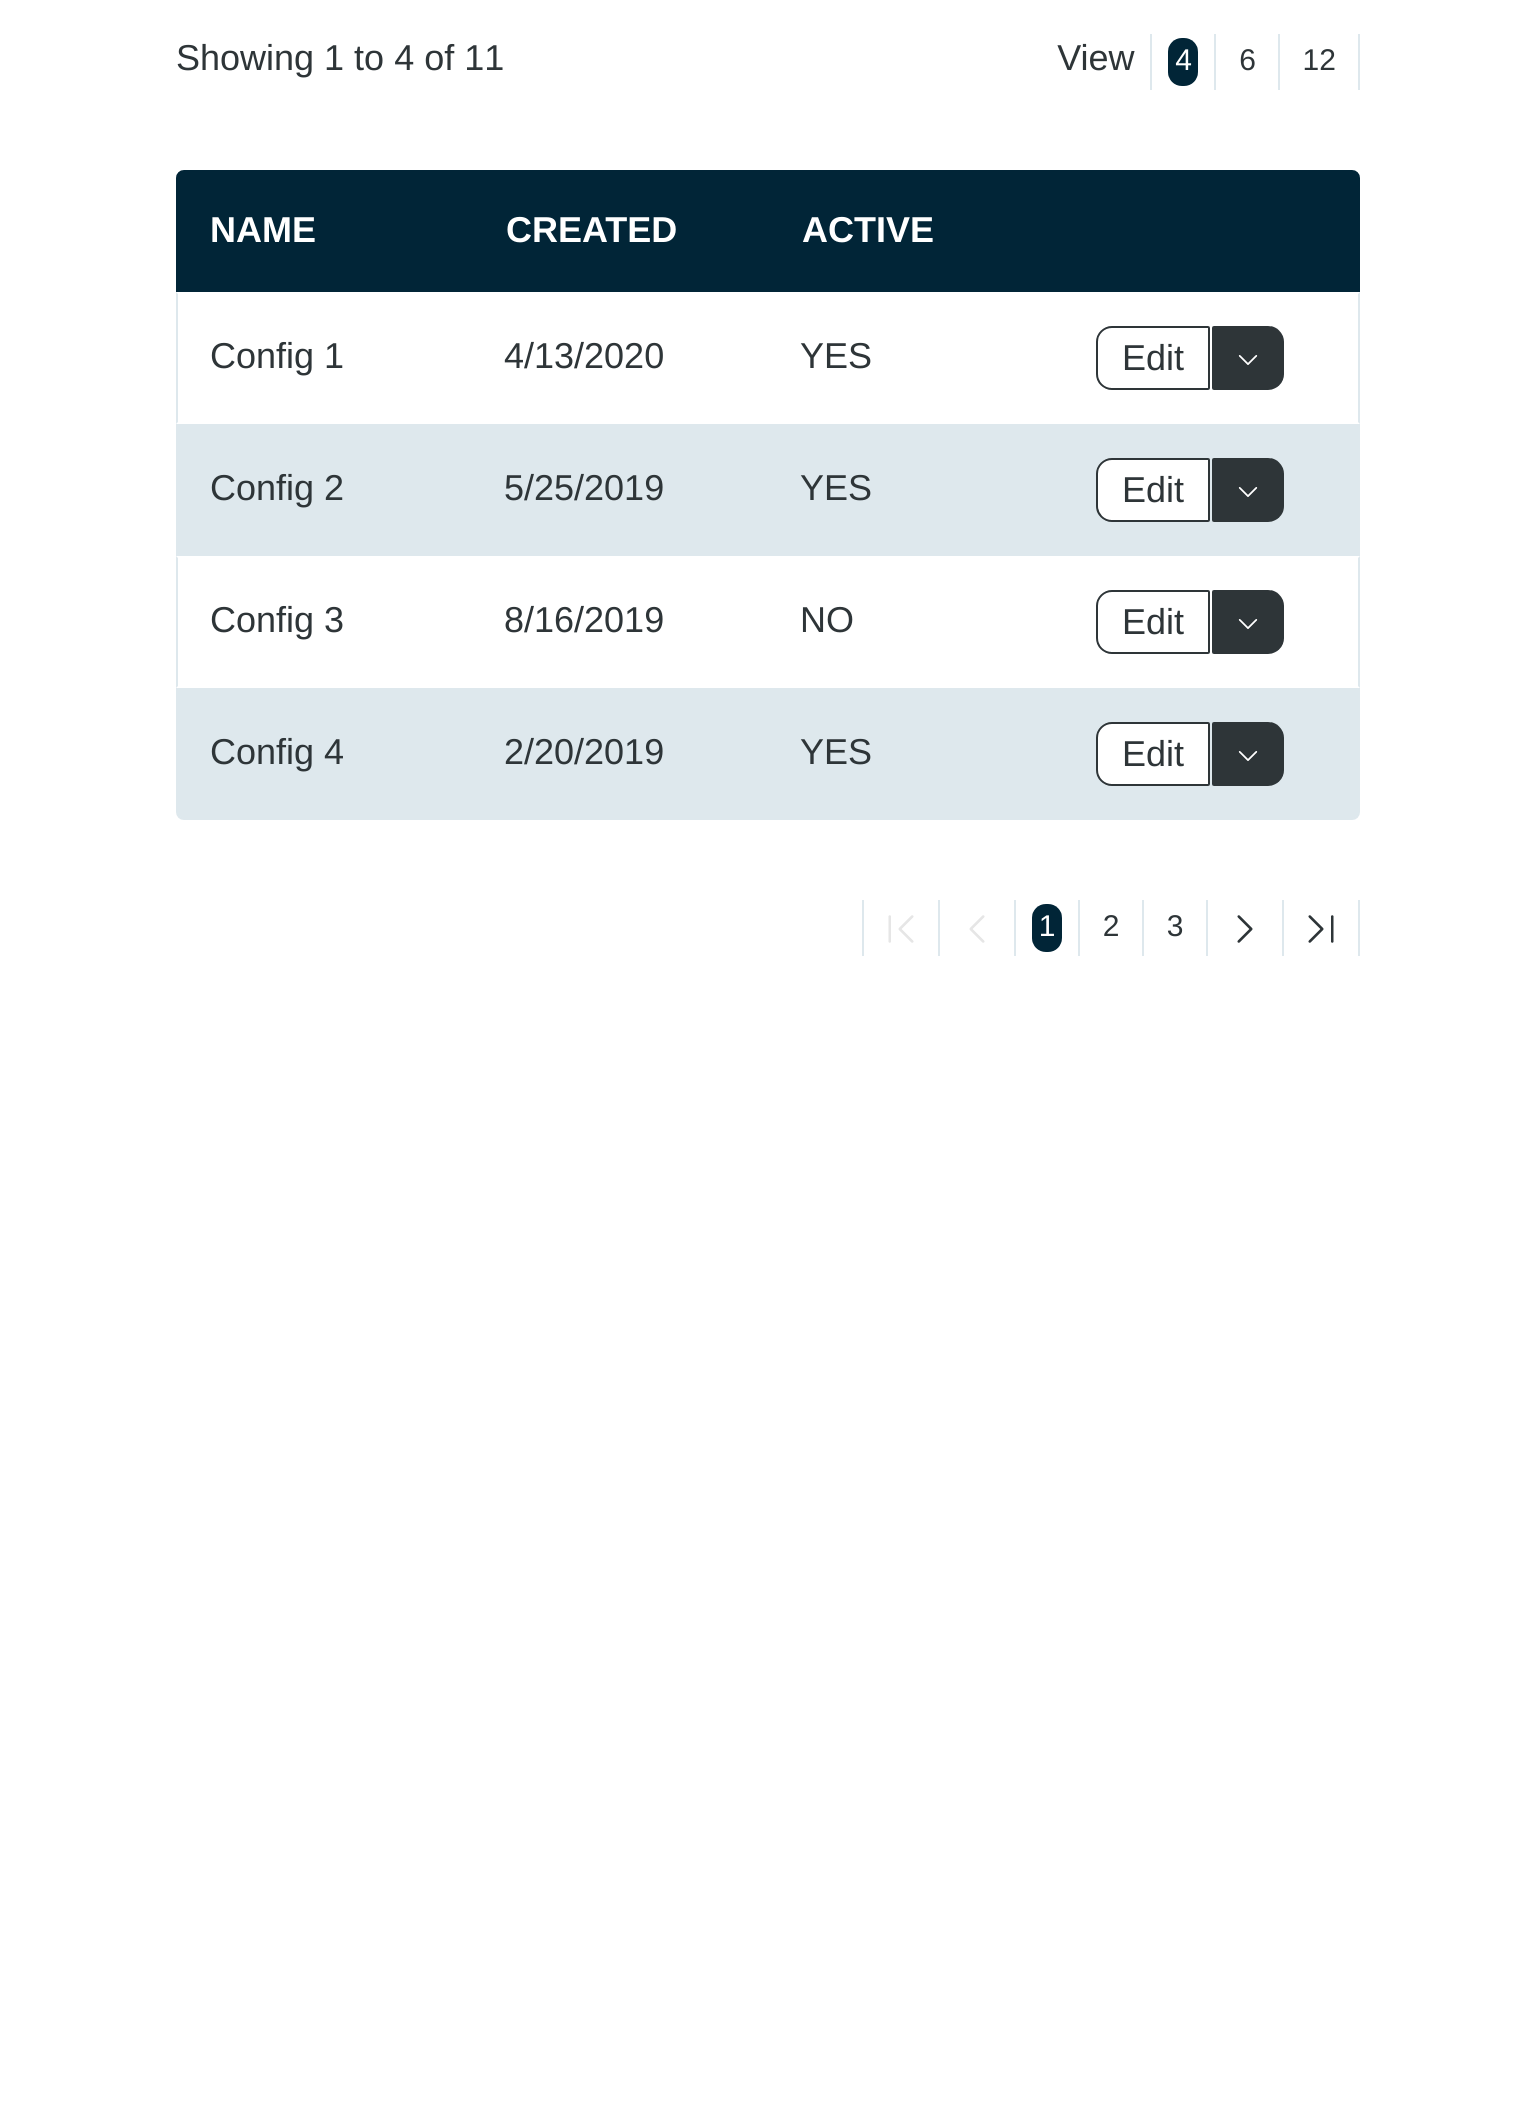 Showing 1 to 4 of 11 View 4 6 12
NAME CREATED ACTIVE
Config 1 4/13/2020 YES Edit
Config 2 5/25/2019 YES Edit
Config 3 8/16/2019 NO Edit
Config 4 2/20/2019 YES Edit
1 2 3